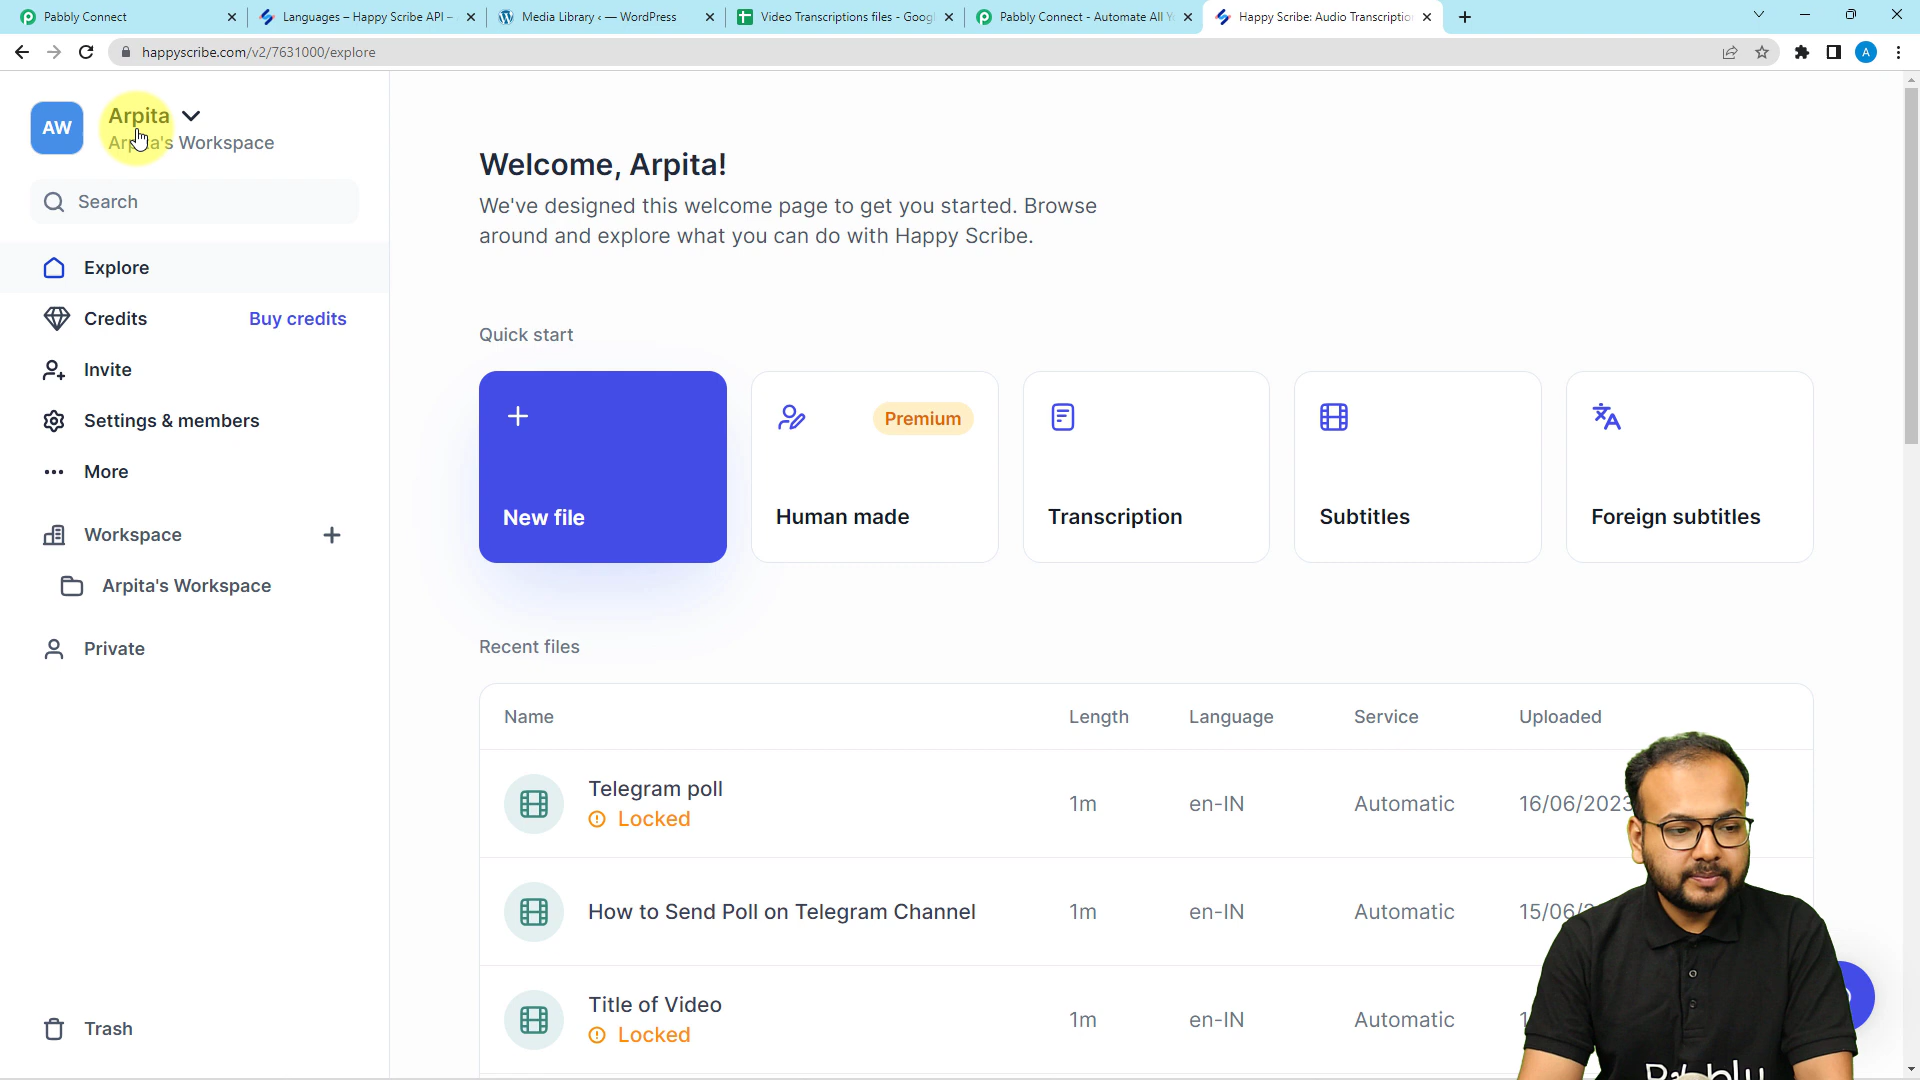 Pabbly Connect
Languages – Happy Scribe API –
Media Library ‹ — WordPress
Video Transcriptions files - Goog
Pabbly Connect - Automate All Y
Happy Scribe: Audio Transcriptio
happyscribe.com/v2/7631000/explore
A
AW
Arpita
Arpita's Workspace
Search
Explore
Credits
Buy credits
Invite
Settings & members
More
Workspace
Arpita's Workspace
Private
Trash
Welcome, Arpita!
We've designed this welcome page to get you started. Browse
around and explore what you can do with Happy Scribe.
Quick start
New file
Premium
Human made
Transcription
Subtitles
Foreign subtitles
Recent files
Name Length Language Service Uploaded
Telegram poll 1m en-IN Automatic 16/06/2023
Locked
How to Send Poll on Telegram Channel 1m en-IN Automatic 15/06/
Title of Video 1m en-IN Automatic
Locked
Pabbly